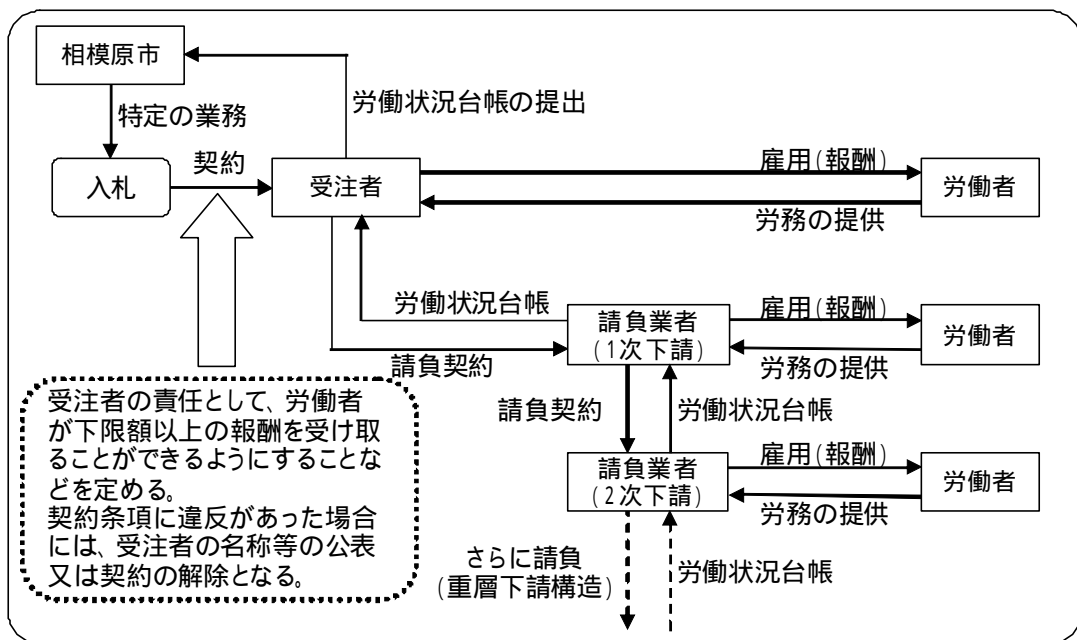 相模原市
労働状況台帳の提出
特定の業務
契約
雇用(報酬)
入札
受注者
労働者
労務の提供
労働状況台帳
雇用(報酬)
請負業者
(1次下請)
労働者
請負契約
労務の提供
受注者の責任として、労働者
が下限額以上の報酬を受け取
ることができるようにすることな
どを定める。
契約条項に違反があった場合
には、受注者の名称等の公表
又は契約の解除となる。
請負契約
労働状況台帳
雇用(報酬)
請負業者
(2次下請)
労働者
労務の提供
さらに請負
(重層下請構造)
労働状況台帳